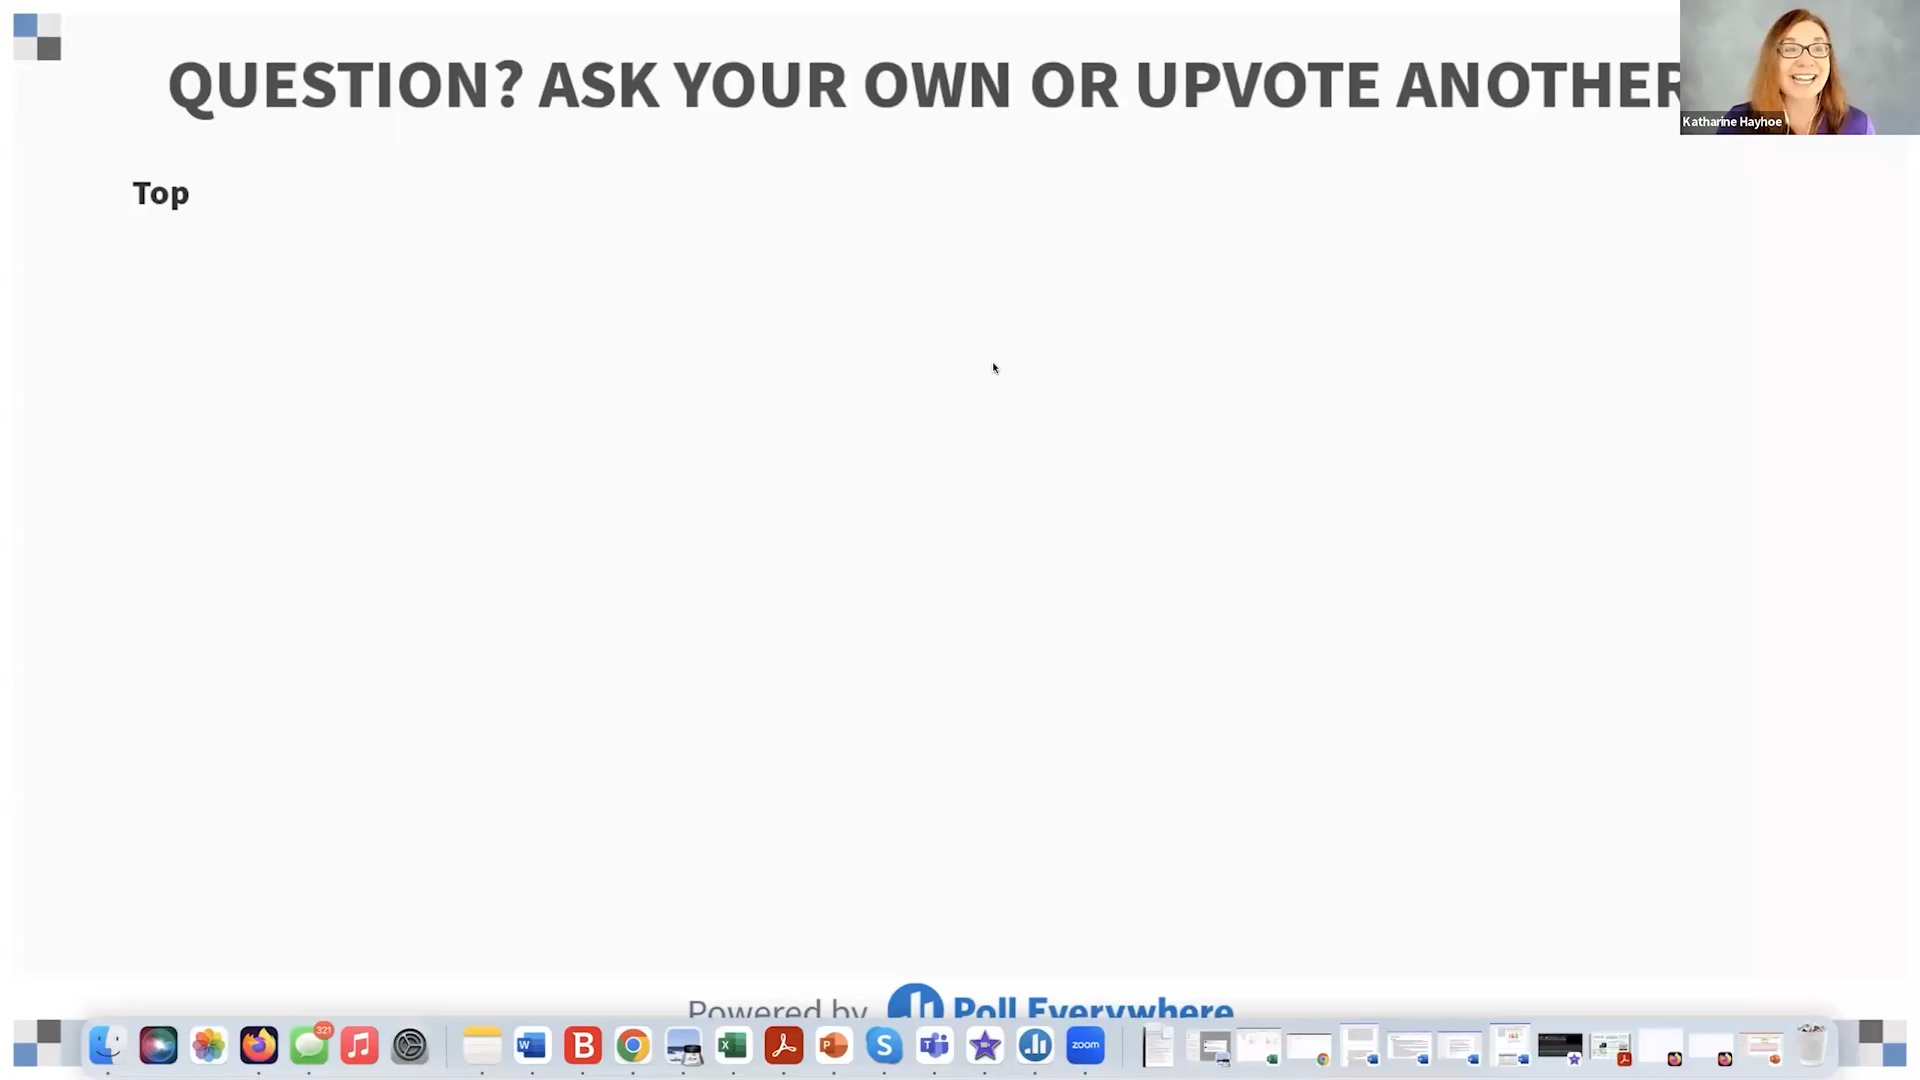 QUESTION? ASK YOUR OWN OR UPVOTE ANOTHER
Katharine Hayhoe
Top
Powered by Poll Everywhere
321
W
B
X
P
S
T
zoom